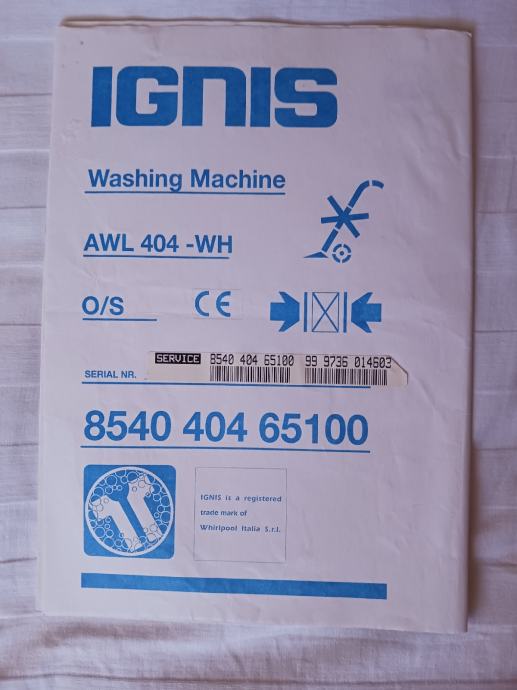 IGNIS
Washing Machine
AWL 404 -WH
O/S CE
SERVICE 8540 404 65100 99 9736 014603
SERIAL NR.
8540 404 65100
IGNIS is a registered
trade mark of
Whirlpool Italia S.r.l.